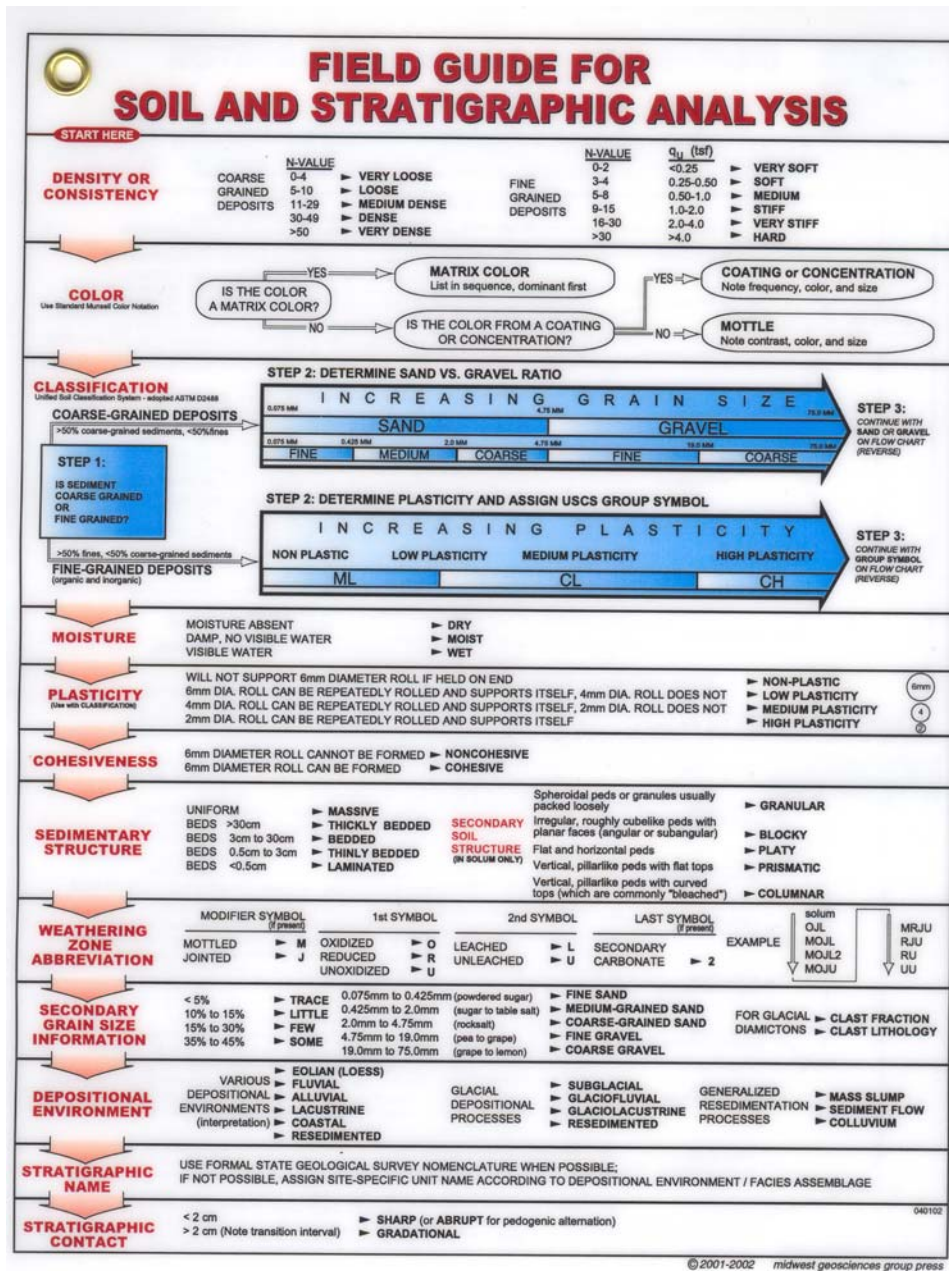 FIELD GUIDE FOR
SOIL AND STRATIGRAPHIC ANALYSIS
START HERE
DENSITY OR
CONSISTENCY
COARSE
GRAINED
DEPOSITS
N-VALUE
0-4 ► VERY LOOSE
5-10 ► LOOSE
11-29 ► MEDIUM DENSE
30-49 ► DENSE
>50 ► VERY DENSE
FINE
GRAINED
DEPOSITS
N-VALUE qu (tsf)
0-2 <0.25 ► VERY SOFT
3-4 0.25-0.50 ► SOFT
5-8 0.50-1.0 ► MEDIUM
9-15 1.0-2.0 ► STIFF
16-30 2.0-4.0 ► VERY STIFF
>30 >4.0 ► HARD
COLOR
Use Standard Munsell Color Notation
IS THE COLOR
A MATRIX COLOR?
YES
MATRIX COLOR
List in sequence, dominant first
NO
IS THE COLOR FROM A COATING
OR CONCENTRATION?
YES
COATING or CONCENTRATION
Note frequency, color, and size
NO
MOTTLE
Note contrast, color, and size
CLASSIFICATION
Unified Soil Classification System - adopted ASTM D2488
COARSE-GRAINED DEPOSITS
>50% coarse-grained sediments, <50%fines
STEP 1:
IS SEDIMENT
COARSE GRAINED
OR
FINE GRAINED?
>50% fines, <50% coarse-grained sediments
FINE-GRAINED DEPOSITS
(organic and inorganic)
STEP 2: DETERMINE SAND VS. GRAVEL RATIO
INCREASING GRAIN SIZE
0.075 MM 4.75 MM 75.0 MM
SAND GRAVEL
0.075 MM 0.425 MM 2.0 MM 4.75 MM 19.0 MM 75.0 MM
FINE MEDIUM COARSE FINE COARSE
STEP 3:
CONTINUE WITH
SAND OR GRAVEL
ON FLOW CHART
(REVERSE)
STEP 2: DETERMINE PLASTICITY AND ASSIGN USCS GROUP SYMBOL
INCREASING PLASTICITY
NON PLASTIC LOW PLASTICITY MEDIUM PLASTICITY HIGH PLASTICITY
ML CL CH
STEP 3:
CONTINUE WITH
GROUP SYMBOL
ON FLOW CHART
(REVERSE)
MOISTURE
MOISTURE ABSENT ► DRY
DAMP, NO VISIBLE WATER ► MOIST
VISIBLE WATER ► WET
PLASTICITY
(Use with CLASSIFICATION)
WILL NOT SUPPORT 6mm DIAMETER ROLL IF HELD ON END ► NON-PLASTIC
6mm DIA. ROLL CAN BE REPEATEDLY ROLLED AND SUPPORTS ITSELF, 4mm DIA. ROLL DOES NOT ► LOW PLASTICITY
4mm DIA. ROLL CAN BE REPEATEDLY ROLLED AND SUPPORTS ITSELF, 2mm DIA. ROLL DOES NOT ► MEDIUM PLASTICITY
2mm DIA. ROLL CAN BE REPEATEDLY ROLLED AND SUPPORTS ITSELF ► HIGH PLASTICITY
6mm
4
2
COHESIVENESS
6mm DIAMETER ROLL CANNOT BE FORMED ► NONCOHESIVE
6mm DIAMETER ROLL CAN BE FORMED ► COHESIVE
SEDIMENTARY
STRUCTURE
UNIFORM ► MASSIVE
BEDS >30cm ► THICKLY BEDDED
BEDS 3cm to 30cm ► BEDDED
BEDS 0.5cm to 3cm ► THINLY BEDDED
BEDS <0.5cm ► LAMINATED
SECONDARY
SOIL
STRUCTURE
(IN SOLUM ONLY)
Spheroidal peds or granules usually
packed loosely ► GRANULAR
Irregular, roughly cubelike peds with
planar faces (angular or subangular) ► BLOCKY
Flat and horizontal peds ► PLATY
Vertical, pillarlike peds with flat tops ► PRISMATIC
Vertical, pillarlike peds with curved
tops (which are commonly "bleached") ► COLUMNAR
WEATHERING
ZONE
ABBREVIATION
MODIFIER SYMBOL
(if present)
MOTTLED ► M
JOINTED ► J
1st SYMBOL
OXIDIZED ► O
REDUCED ► R
UNOXIDIZED ► U
2nd SYMBOL
LEACHED ► L
UNLEACHED ► U
LAST SYMBOL
(if present)
SECONDARY
CARBONATE ► 2
EXAMPLE
solum
OJL
MOJL
MOJL2
MOJU
MRJU
RJU
RU
UU
SECONDARY
GRAIN SIZE
INFORMATION
< 5% ► TRACE
10% to 15% ► LITTLE
15% to 30% ► FEW
35% to 45% ► SOME
0.075mm to 0.425mm (powdered sugar) ► FINE SAND
0.425mm to 2.0mm (sugar to table salt) ► MEDIUM-GRAINED SAND
2.0mm to 4.75mm (rocksalt) ► COARSE-GRAINED SAND
4.75mm to 19.0mm (pea to grape) ► FINE GRAVEL
19.0mm to 75.0mm (grape to lemon) ► COARSE GRAVEL
FOR GLACIAL ► CLAST FRACTION
DIAMICTONS ► CLAST LITHOLOGY
DEPOSITIONAL
ENVIRONMENT
VARIOUS
DEPOSITIONAL
ENVIRONMENTS
(interpretation)
► EOLIAN (LOESS)
► FLUVIAL
► ALLUVIAL
► LACUSTRINE
► COASTAL
► RESEDIMENTED
GLACIAL
DEPOSITIONAL
PROCESSES
► SUBGLACIAL
► GLACIOFLUVIAL
► GLACIOLACUSTRINE
► RESEDIMENTED
GENERALIZED
RESEDIMENTATION
PROCESSES
► MASS SLUMP
► SEDIMENT FLOW
► COLLUVIUM
STRATIGRAPHIC
NAME
USE FORMAL STATE GEOLOGICAL SURVEY NOMENCLATURE WHEN POSSIBLE;
IF NOT POSSIBLE, ASSIGN SITE-SPECIFIC UNIT NAME ACCORDING TO DEPOSITIONAL ENVIRONMENT / FACIES ASSEMBLAGE
STRATIGRAPHIC
CONTACT
< 2 cm ► SHARP (or ABRUPT for pedogenic alternation)
> 2 cm (Note transition interval) ► GRADATIONAL
040102
©2001-2002 midwest geosciences group press